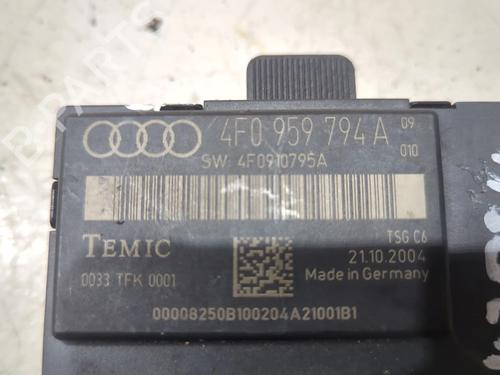 4F0 959 794 A 09
010
SW: 4F0910795A
TEMIC
TSG C6
21.10.2004
0033 TFK 0001
Made in Germany
00008250B100204A21001B1